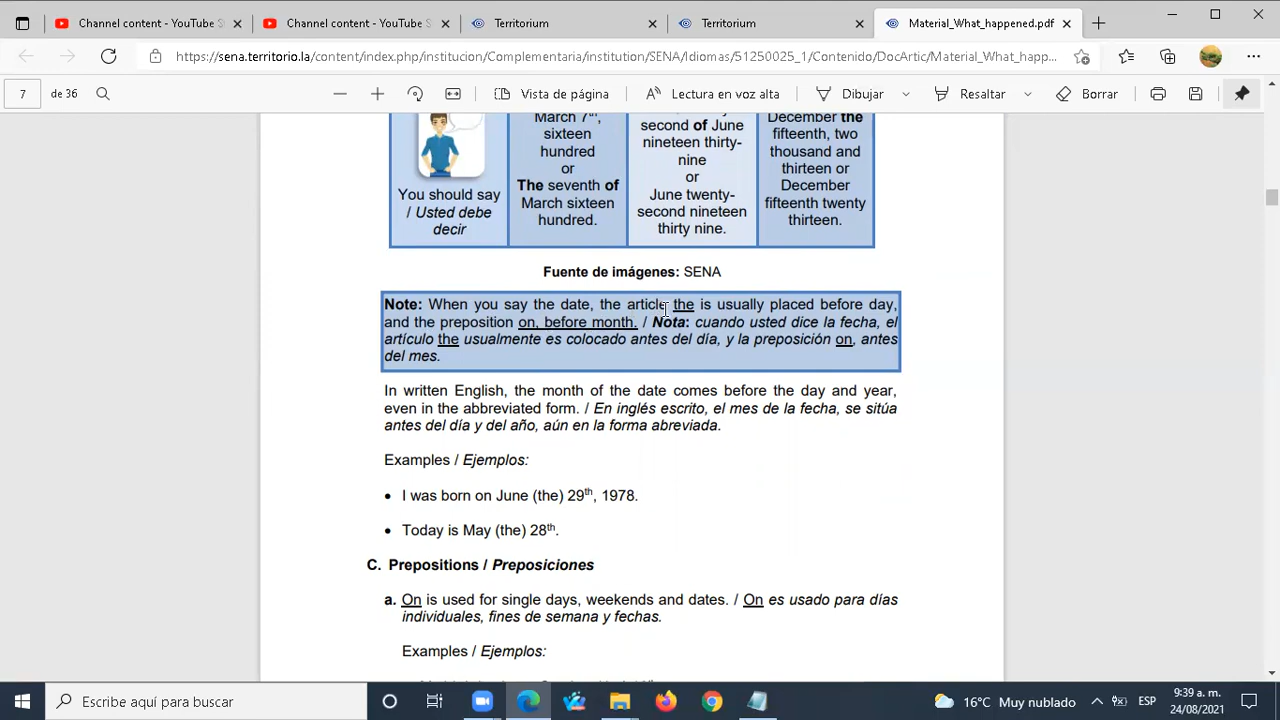 Channel content - YouTube S
Channel content - YouTube S
Territorium
Territorium
Material_What_happened.pdf
https://sena.territorio.la/content/index.php/institucion/Complementaria/institution/SENA/Idiomas/51250025_1/Contenido/DocArtic/Material_What_happ...
7 de 36
Vista de página
Lectura en voz alta
Dibujar
Resaltar
Borrar
You should say
/ Usted debe
decir
March 7th,
sixteen
hundred
or
The seventh of
March sixteen
hundred.
second of June
nineteen thirty-
nine
or
June twenty-
second nineteen
thirty nine.
December the
fifteenth, two
thousand and
thirteen or
December
fifteenth twenty
thirteen.
Fuente de imágenes: SENA
Note: When you say the date, the article the is usually placed before day,
and the preposition on, before month. / Nota: cuando usted dice la fecha, el
artículo the usualmente es colocado antes del día, y la preposición on, antes
del mes.
In written English, the month of the date comes before the day and year,
even in the abbreviated form. / En inglés escrito, el mes de la fecha, se sitúa
antes del día y del año, aún en la forma abreviada.
Examples / Ejemplos:
• I was born on June (the) 29th, 1978.
• Today is May (the) 28th.
C. Prepositions / Preposiciones
a. On is used for single days, weekends and dates. / On es usado para días
individuales, fines de semana y fechas.
Examples / Ejemplos:
Escribe aquí para buscar
16°C Muy nublado
ESP
9:39 a. m.
24/08/2021